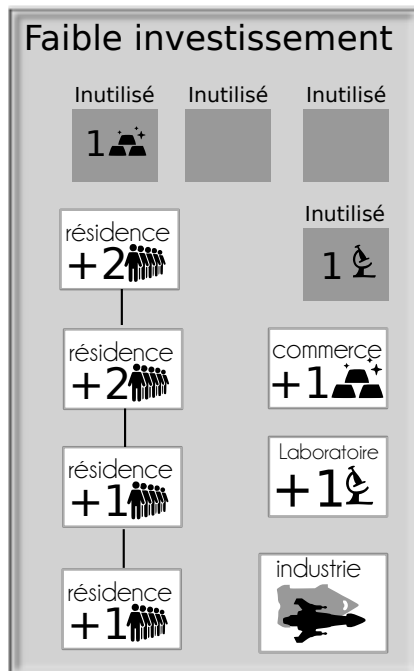 Faible investissement
Inutilisé Inutilisé Inutilisé
1
Inutilisé
1
résidence
+2
résidence
+2
commerce
+1
résidence
+1
Laboratoire
+1
résidence
+1
industrie